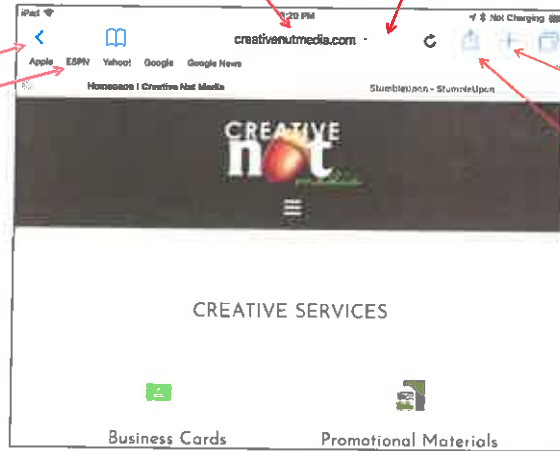 iPad 8:20 PM Not Charging
creativenutmedia.com
Apple ESPN Yahoo! Google Google News
Homepage | Creative Nut Media StumbleUpon - StumbleUpon
CREATIVE
nut
media
CREATIVE SERVICES
Business Cards Promotional Materials